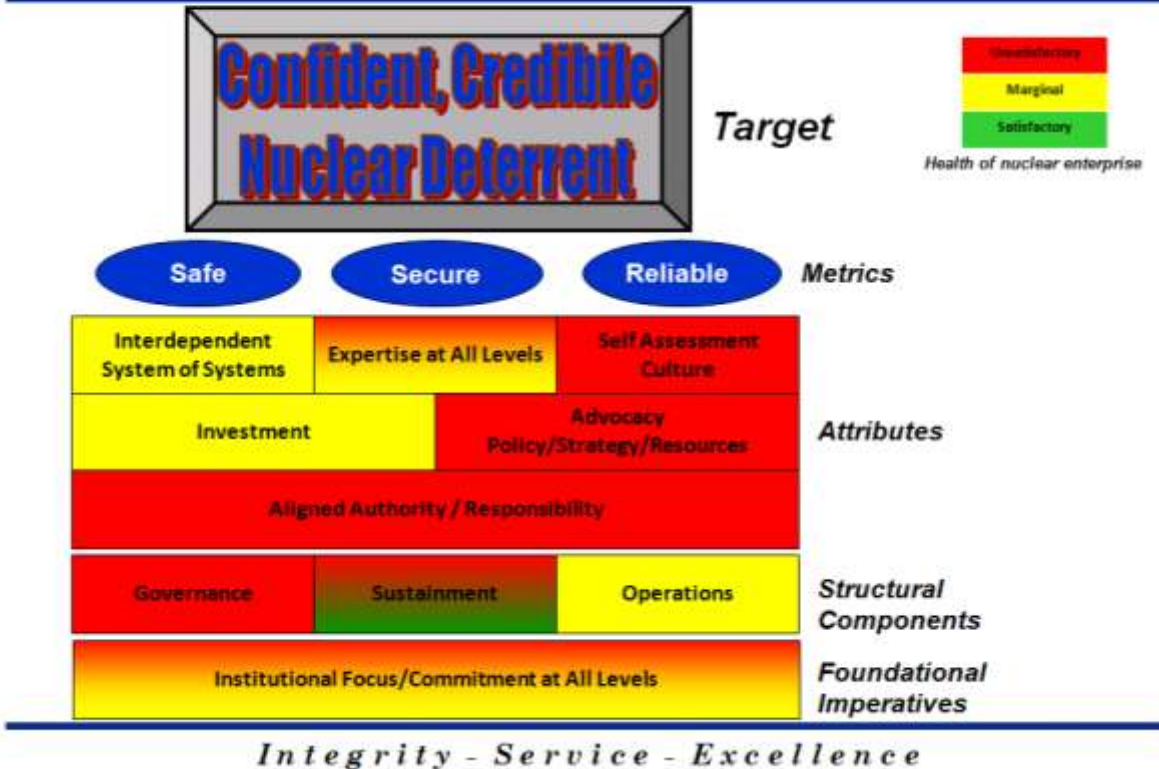 Confident, Credibile
Nuclear Deterrent
Target
Unsatisfactory
Marginal
Satisfactory
Health of nuclear enterprise
Safe
Secure
Reliable
Metrics
Interdependent
System of Systems
Expertise at All Levels
Self Assessment
Culture
Investment
Advocacy
Policy/Strategy/Resources
Attributes
Aligned Authority / Responsibility
Governance
Sustainment
Operations
Structural
Components
Institutional Focus/Commitment at All Levels
Foundational
Imperatives
Integrity - Service - Excellence